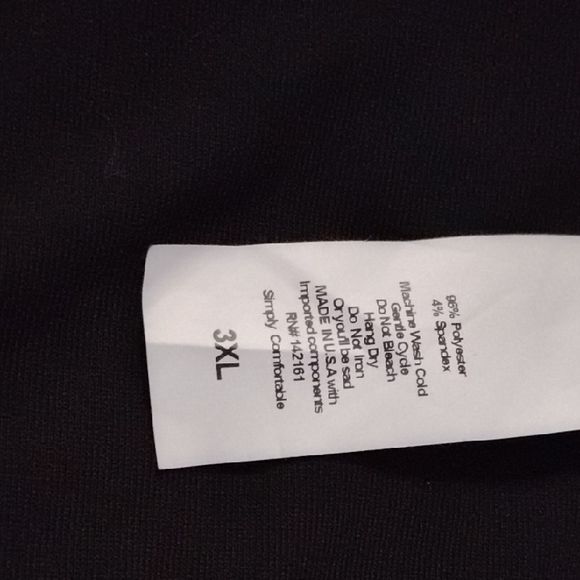 96% Polyester
4% Spandex
Machine Wash Cold
Gentle Cycle
Do Not Bleach
Hang Dry
Do Not Iron
Or you'll be sad
MADE IN U.S.A with
Imported components
RN# 142161
Simply Comfortable
3XL